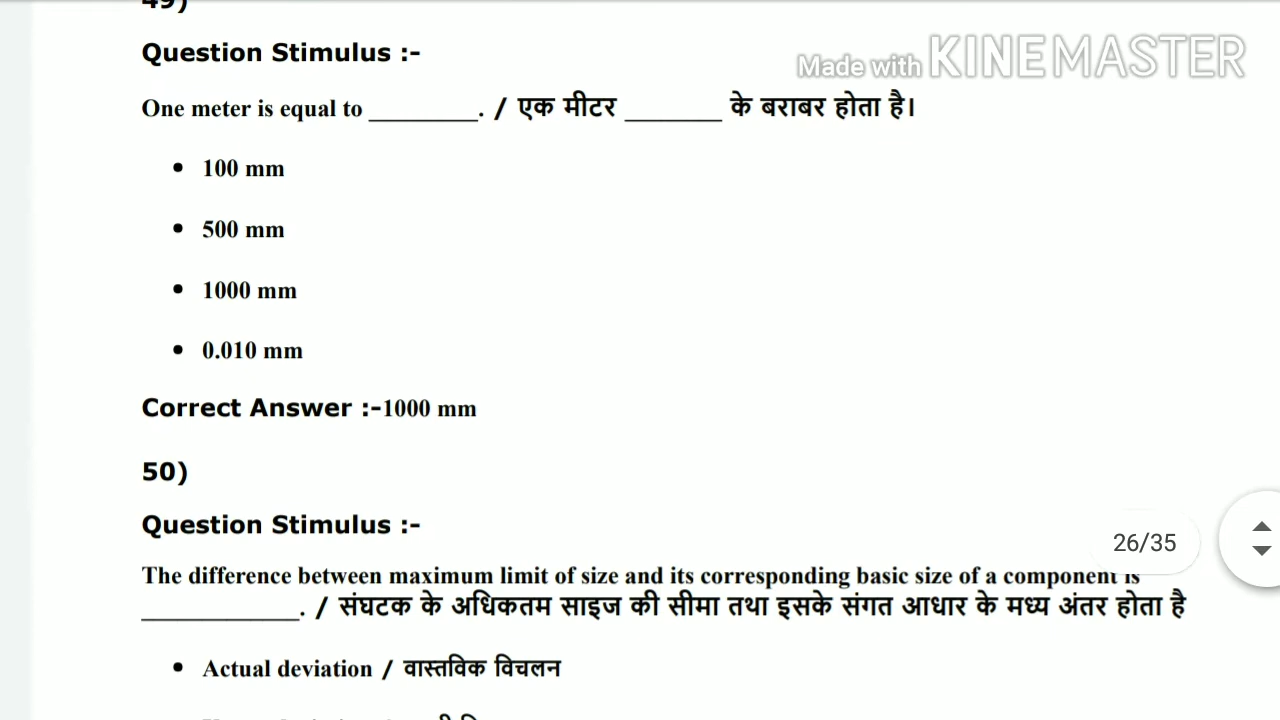 49)
Question Stimulus :-
Made with KINEMASTER
One meter is equal to _________. / एक मीटर ________ के बराबर होता है।
• 100 mm
• 500 mm
• 1000 mm
• 0.010 mm
Correct Answer :-1000 mm
50)
Question Stimulus :-
26/35
The difference between maximum limit of size and its corresponding basic size of a component is
_____________. / संघटक के अधिकतम साइज की सीमा तथा इसके संगत आधार के मध्य अंतर होता है
• Actual deviation / वास्तविक विचलन